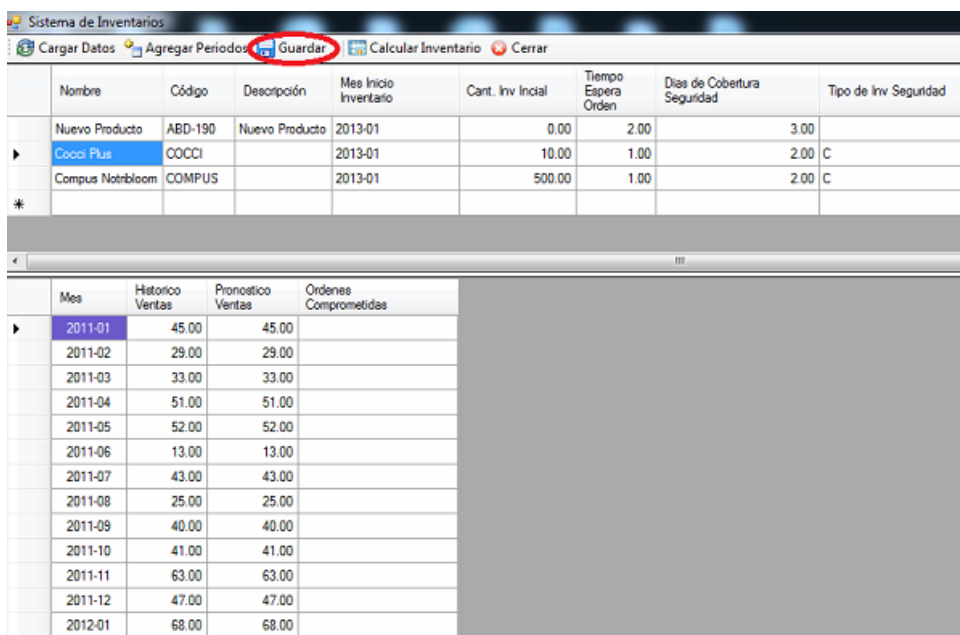 Sistema de Inventarios
Cargar Datos Agregar Periodos Guardar Calcular Inventario Cerrar
Nombre Código Descripción Mes Inicio Inventario Cant. Inv Incial Tiempo Espera Orden Dias de Cobertura Seguridad Tipo de Inv Seguridad
Nuevo Producto ABD-190 Nuevo Producto 2013-01 0.00 2.00 3.00
Cocci Plus COCCI 2013-01 10.00 1.00 2.00 C
Compus Notribloom COMPUS 2013-01 500.00 1.00 2.00 C
Mes Historico Ventas Pronostico Ventas Ordenes Comprometidas
2011-01 45.00 45.00
2011-02 29.00 29.00
2011-03 33.00 33.00
2011-04 51.00 51.00
2011-05 52.00 52.00
2011-06 13.00 13.00
2011-07 43.00 43.00
2011-08 25.00 25.00
2011-09 40.00 40.00
2011-10 41.00 41.00
2011-11 63.00 63.00
2011-12 47.00 47.00
2012-01 68.00 68.00